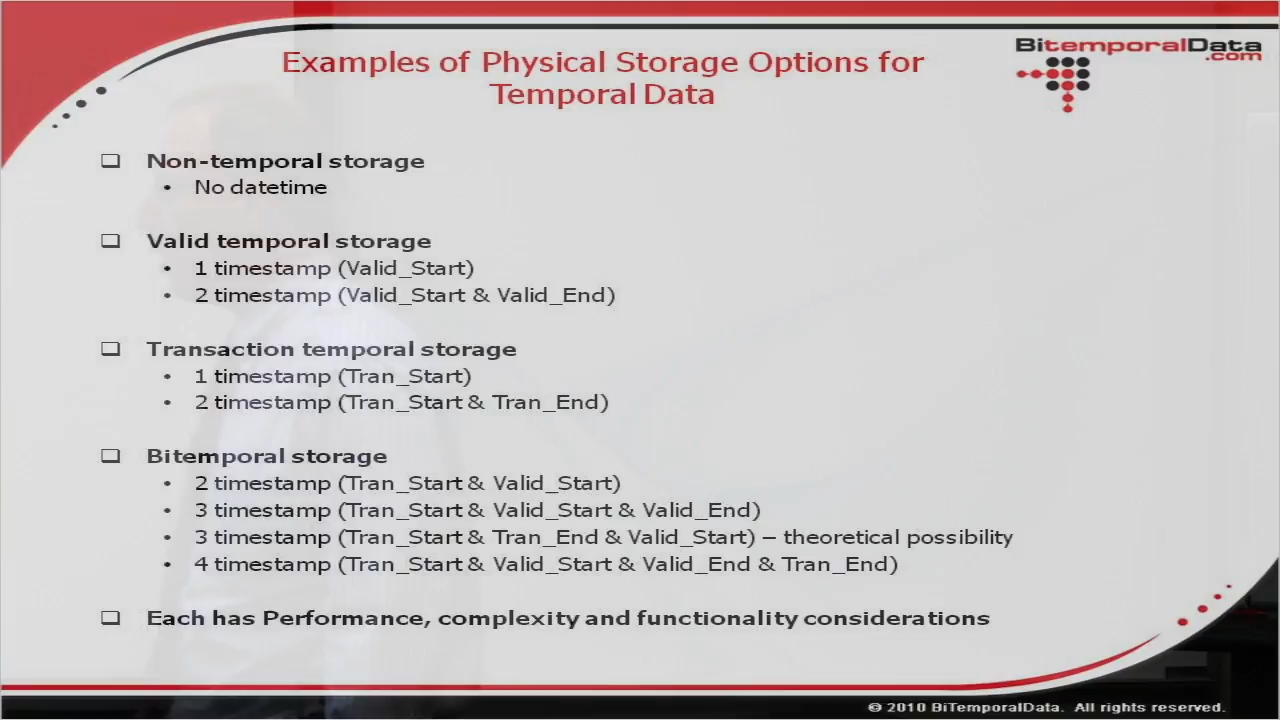 Examples of Physical Storage Options for
Temporal Data
BitemporalData
.com
❑ Non-temporal storage
• No datetime
❑ Valid temporal storage
• 1 timestamp (Valid_Start)
• 2 timestamp (Valid_Start & Valid_End)
❑ Transaction temporal storage
• 1 timestamp (Tran_Start)
• 2 timestamp (Tran_Start & Tran_End)
❑ Bitemporal storage
• 2 timestamp (Tran_Start & Valid_Start)
• 3 timestamp (Tran_Start & Valid_Start & Valid_End)
• 3 timestamp (Tran_Start & Tran_End & Valid_Start) – theoretical possibility
• 4 timestamp (Tran_Start & Valid_Start & Valid_End & Tran_End)
❑ Each has Performance, complexity and functionality considerations
© 2010 BiTemporalData. All rights reserved.